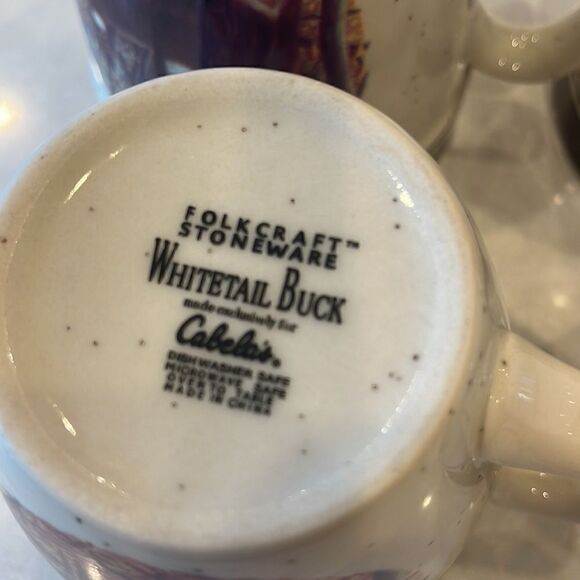 FOLKCRAFT™
STONEWARE
WHITETAIL BUCK
made exclusively for
Cabela's®
DISHWASHER SAFE
MICROWAVE SAFE
OVEN TO TABLE
MADE IN CHINA